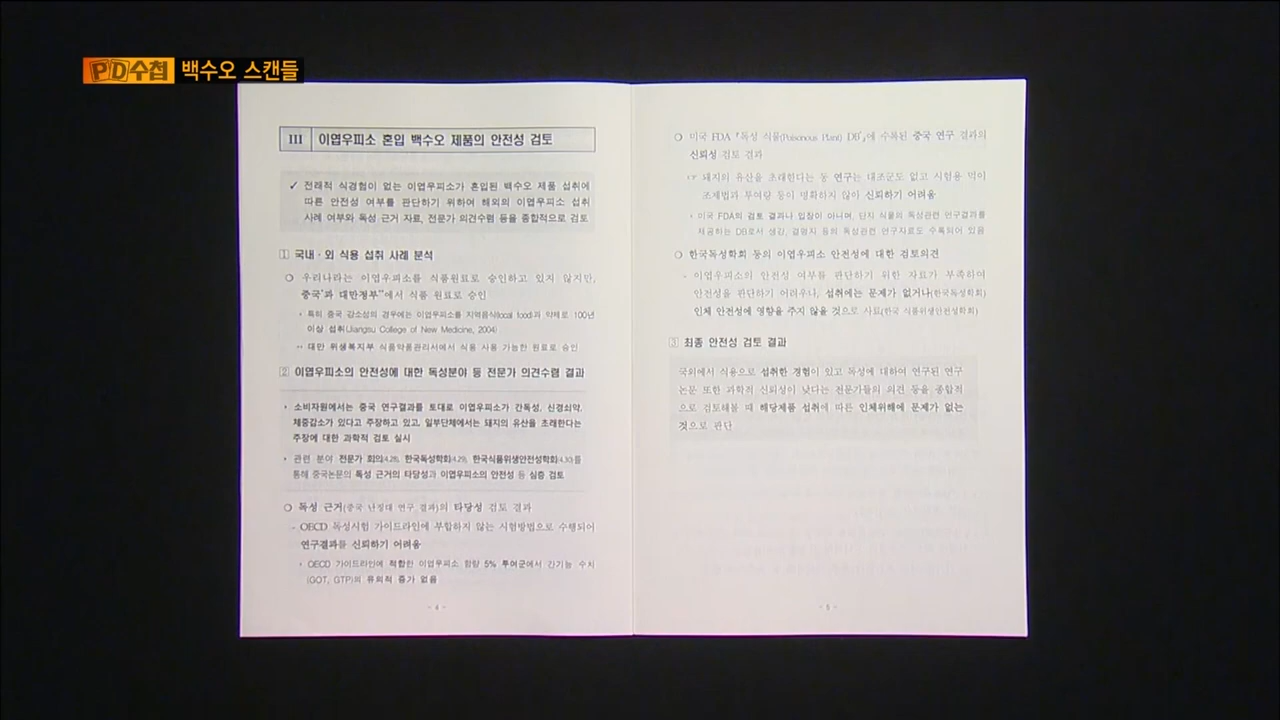 PD수첩 백수오 스캔들
III 이엽우피소 혼입 백수오 제품의 안전성 검토
✓ 전래적 식경험이 없는 이엽우피소가 혼입된 백수오 제품 섭취에
따른 안전성 여부를 판단하기 위하여 해외의 이엽우피소 섭취
사례 여부와 독성 근거 자료, 전문가 의견수렴 등을 종합적으로 검토
1 국내·외 식용 섭취 사례 분석
○ 우리나라는 이엽우피소를 식품원료로 승인하고 있지 않지만,
중국*과 대만정부**에서 식품 원료로 승인
* 특히 중국 강소성의 경우에는 이엽우피소를 지역음식(local food)과 약재로 100년
이상 섭취(Jiangsu College of New Medicine, 2004)
** 대만 위생복지부 식품약품관리서에서 식용 사용 가능한 원료로 승인
2 이엽우피소의 안전성에 대한 독성분야 등 전문가 의견수렴 결과
· 소비자원에서는 중국 연구결과를 토대로 이엽우피소가 간독성, 신경쇠약,
체중감소가 있다고 주장하고 있고, 일부단체에서는 돼지의 유산을 초래한다는
주장에 대한 과학적 검토 실시
· 관련 분야 전문가 회의(4.28), 한국독성학회(4.29), 한국식품위생안전성학회(4.30)를
통해 중국논문의 독성 근거의 타당성과 이엽우피소의 안전성 등 심층 검토
○ 독성 근거(중국 난징대 연구 결과)의 타당성 검토 결과
- OECD 독성시험 가이드라인에 부합하지 않는 시험방법으로 수행되어
연구결과를 신뢰하기 어려움
* OECD 가이드라인에 적합한 이엽우피소 함량 5% 투여군에서 간기능 수치
(GOT, GTP)의 유의적 증가 없음
- 4 -
○ 미국 FDA 「독성 식품(Poisonous Plant) DB」에 수록된 중국 연구 결과의
신뢰성 검토 결과
☞ 돼지의 유산을 초래한다는 동 연구는 대조군도 없고 시험용 먹이
조제법과 투여량 등이 명확하지 않아 신뢰하기 어려움
* 미국 FDA의 검토 결과나 입장이 아니며, 단지 식물의 독성관련 연구결과를
제공하는 DB로서 생강, 결명지 등의 독성관련 연구자료도 수록되어 있음
○ 한국독성학회 등의 이엽우피소 안전성에 대한 검토의견
- 이엽우피소의 안전성 여부를 판단하기 위한 자료가 부족하여
안전성을 판단하기 어려우나, 섭취에는 문제가 없거나(한국독성학회)
인체 안전성에 영향을 주지 않을 것으로 사료(한국 식품위생안전성학회)
3 최종 안전성 검토 결과
국외에서 식용으로 섭취한 경험이 있고 독성에 대하여 연구된 연구
논문 또한 과학적 신뢰성이 낮다는 전문가들의 의견 등을 종합적
으로 검토해볼 때 해당제품 섭취에 따른 인체위해에 문제가 없는
것으로 판단
- 5 -